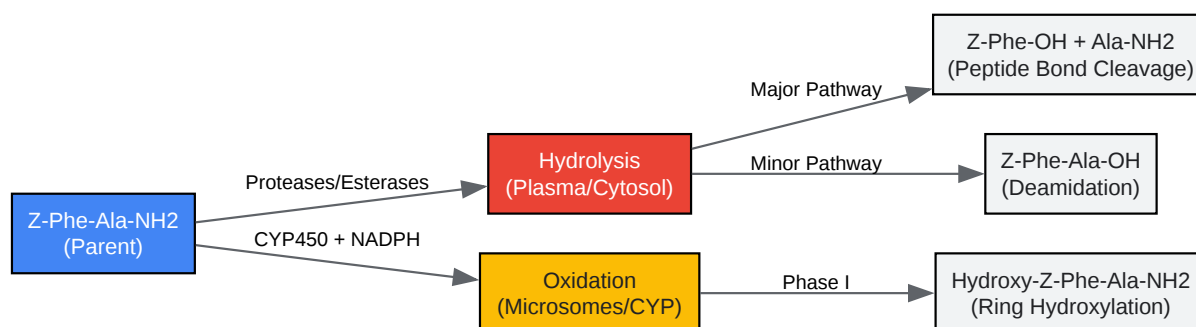 Z-Phe-Ala-NH2
(Parent)
Proteases/Esterases
CYP450 + NADPH
Hydrolysis
(Plasma/Cytosol)
Oxidation
(Microsomes/CYP)
Major Pathway
Minor Pathway
Phase I
Z-Phe-OH + Ala-NH2
(Peptide Bond Cleavage)
Z-Phe-Ala-OH
(Deamidation)
Hydroxy-Z-Phe-Ala-NH2
(Ring Hydroxylation)